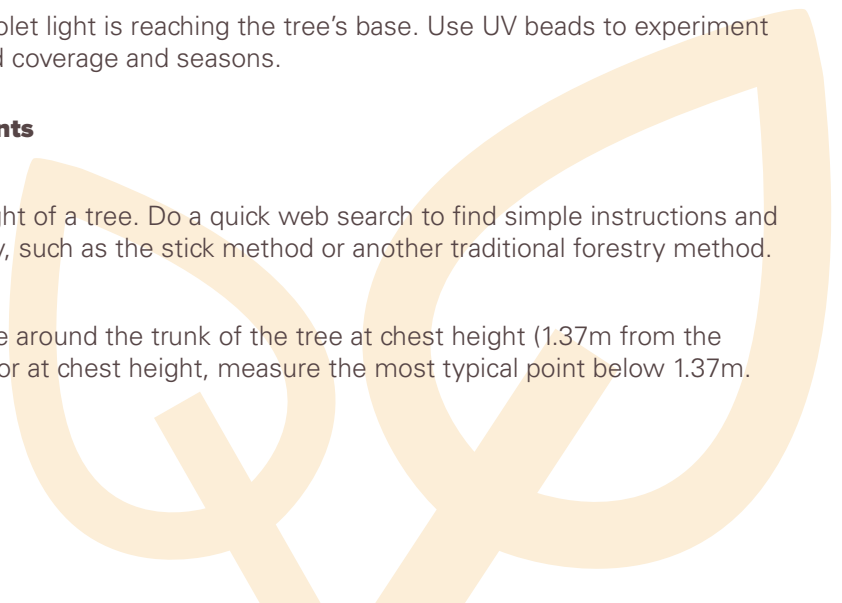 olet light is reaching the tree's base. Use UV beads to experiment
d coverage and seasons.
nts
ght of a tree. Do a quick web search to find simple instructions and
y, such as the stick method or another traditional forestry method.
e around the trunk of the tree at chest height (1.37m from the
or at chest height, measure the most typical point below 1.37m.